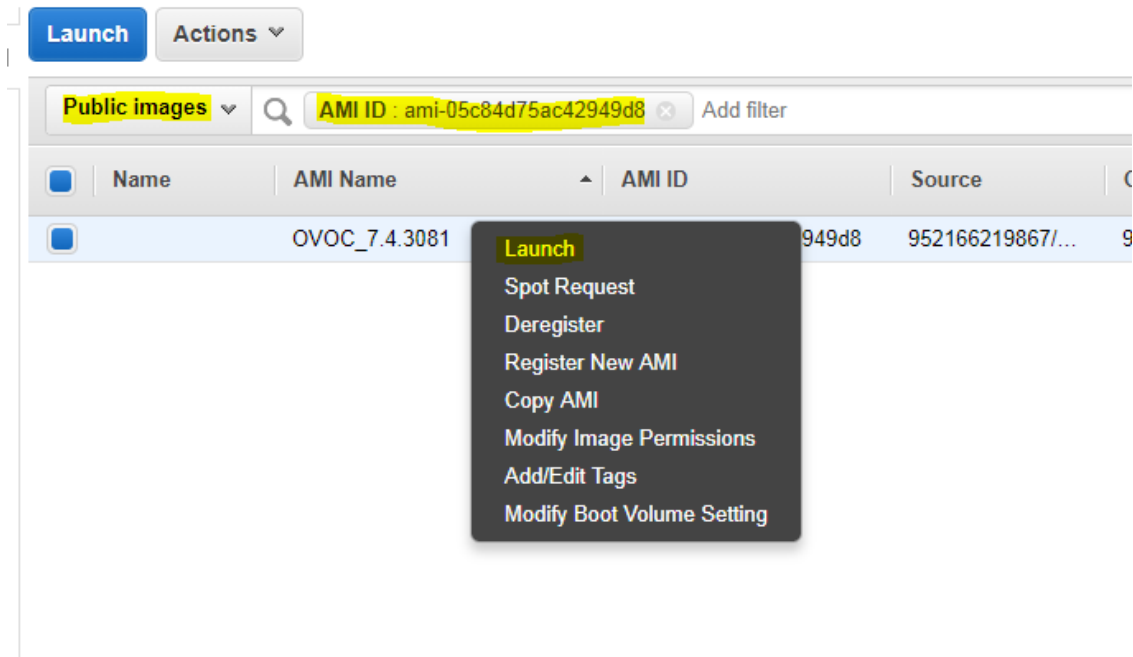 Launch Actions
Public images AMI ID : ami-05c84d75ac42949d8 Add filter
Name AMI Name AMI ID Source
OVOC_7.4.3081 949d8 952166219867/... 9
Launch
Spot Request
Deregister
Register New AMI
Copy AMI
Modify Image Permissions
Add/Edit Tags
Modify Boot Volume Setting